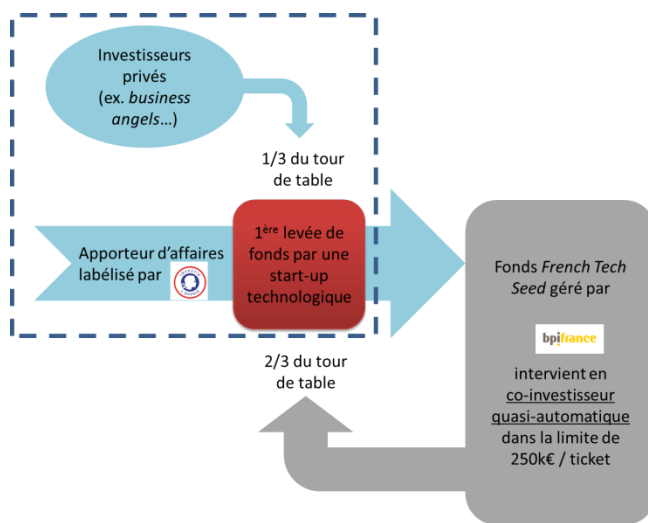 Investisseurs
privés
(ex. business
angels…)
1/3 du tour
de table
Apporteur d’affaires
labélisé par
1ère levée de
fonds par une
start-up
technologique
2/3 du tour
de table
Fonds French Tech
Seed géré par
bpifrance
intervient en
co-investisseur
quasi-automatique
dans la limite de
250k€ / ticket